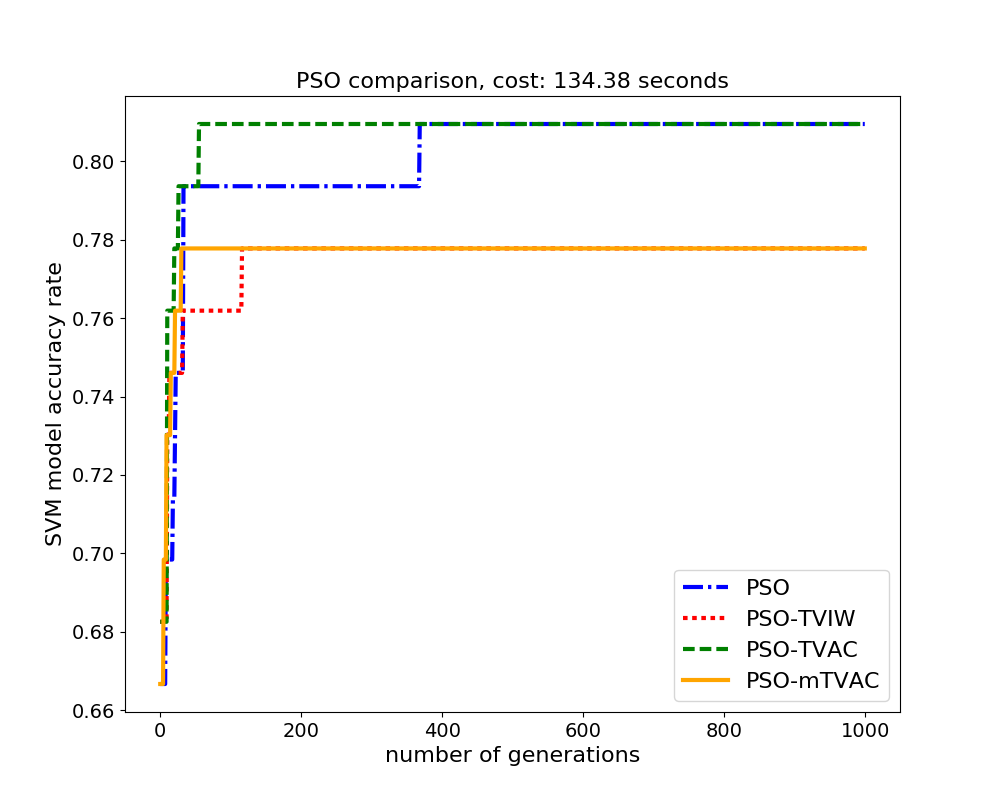 PSO comparison, cost: 134.38 seconds
SVM model accuracy rate
0.80
0.78
0.76
0.74
0.72
0.70
0.68
0.66
0 200 400 600 800 1000
number of generations
PSO
PSO-TVIW
PSO-TVAC
PSO-mTVAC